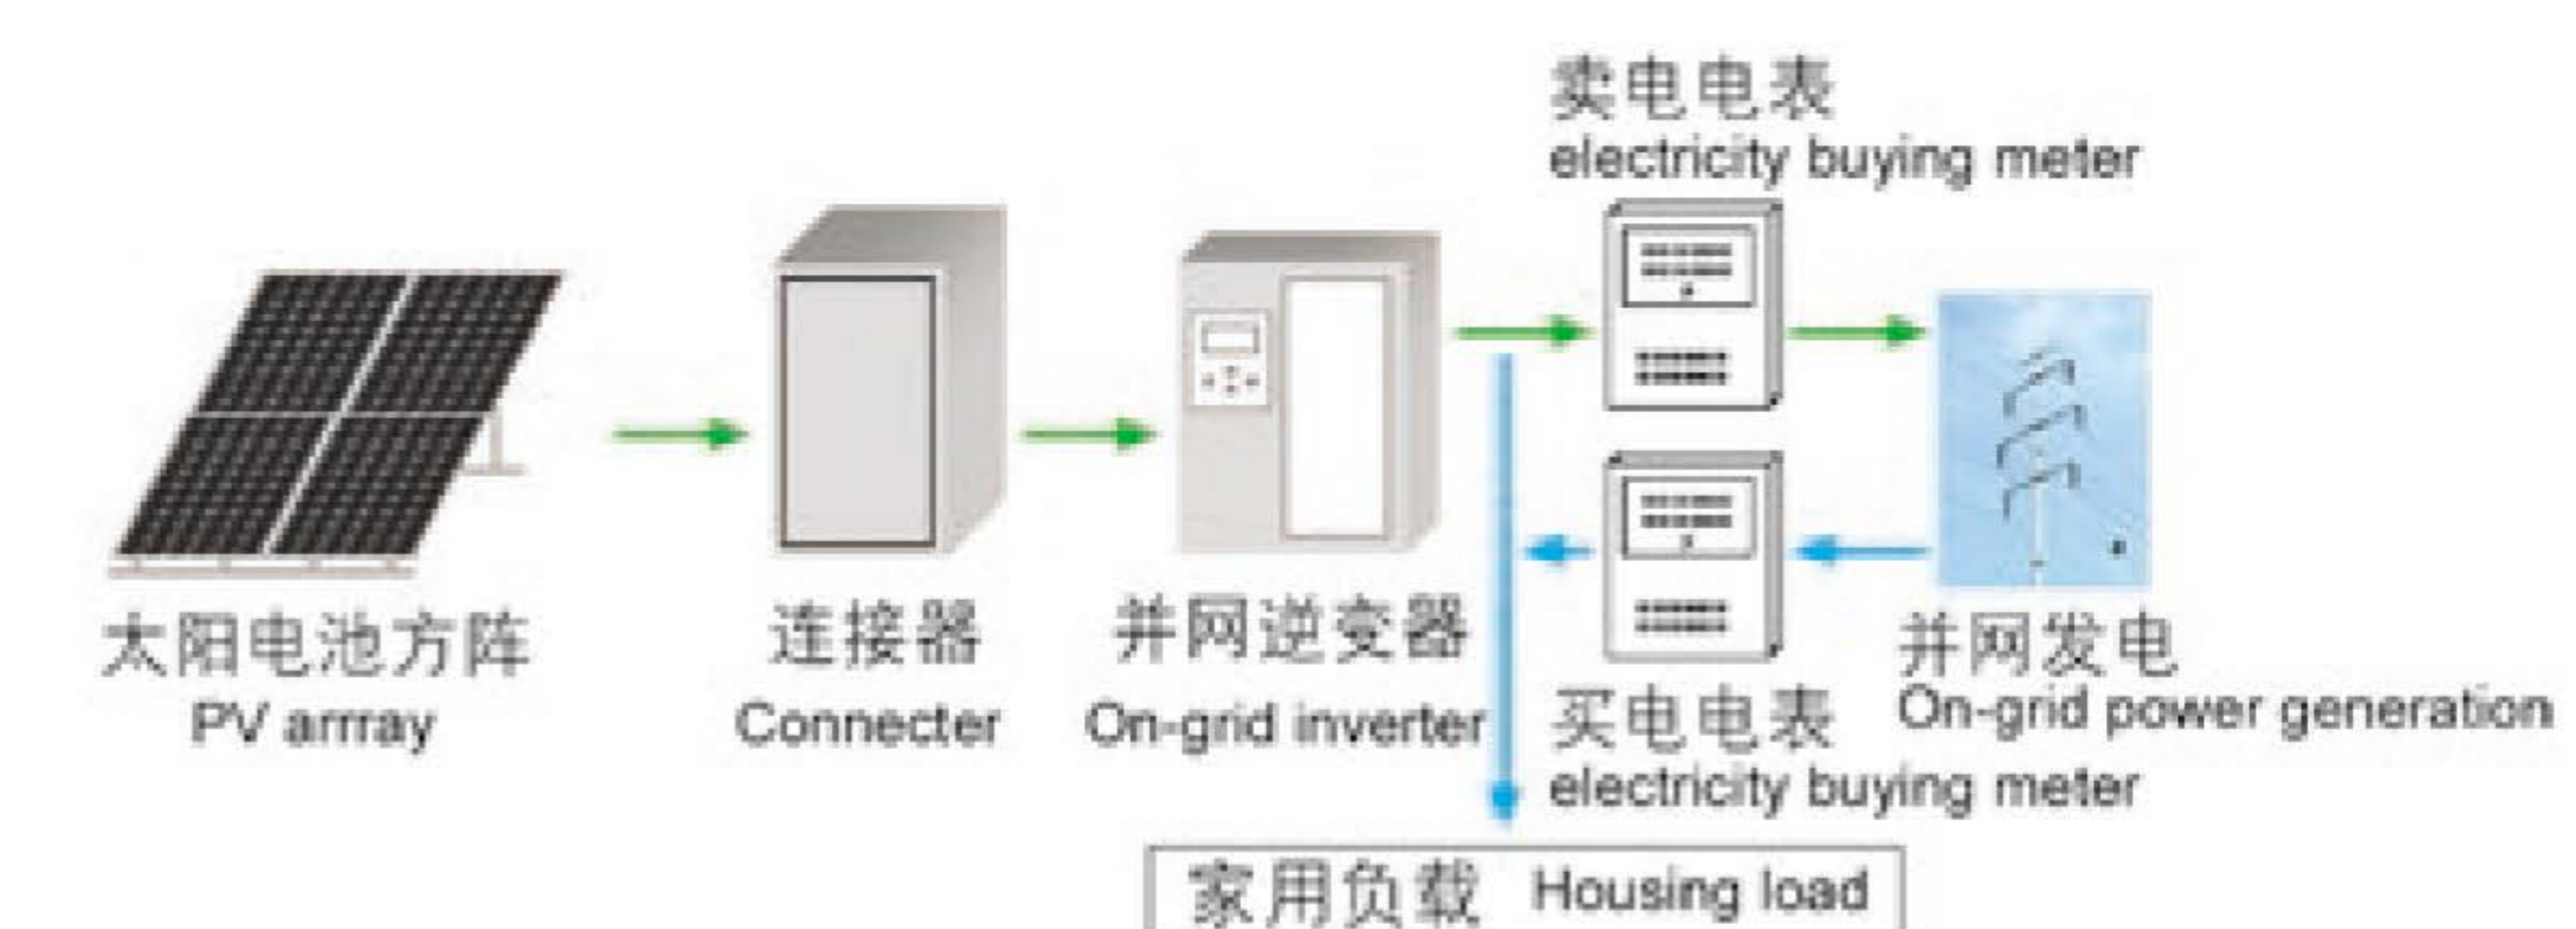 卖电电表
electricity buying meter
太阳电池方阵
PV arrray
连接器
Connecter
并网逆变器
On-grid inverter
买电电表
electricity buying meter
并网发电
On-grid power generation
家用负载 Housing load